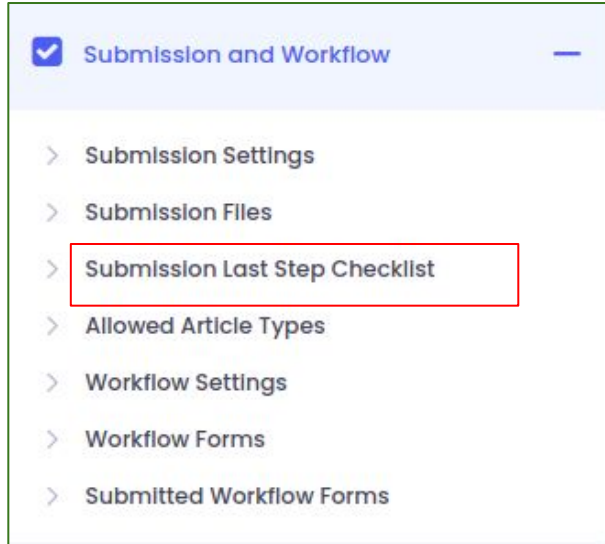 Submission and Workflow
Submission Settings
Submission Files
Submission Last Step Checklist
Allowed Article Types
Workflow Settings
Workflow Forms
Submitted Workflow Forms